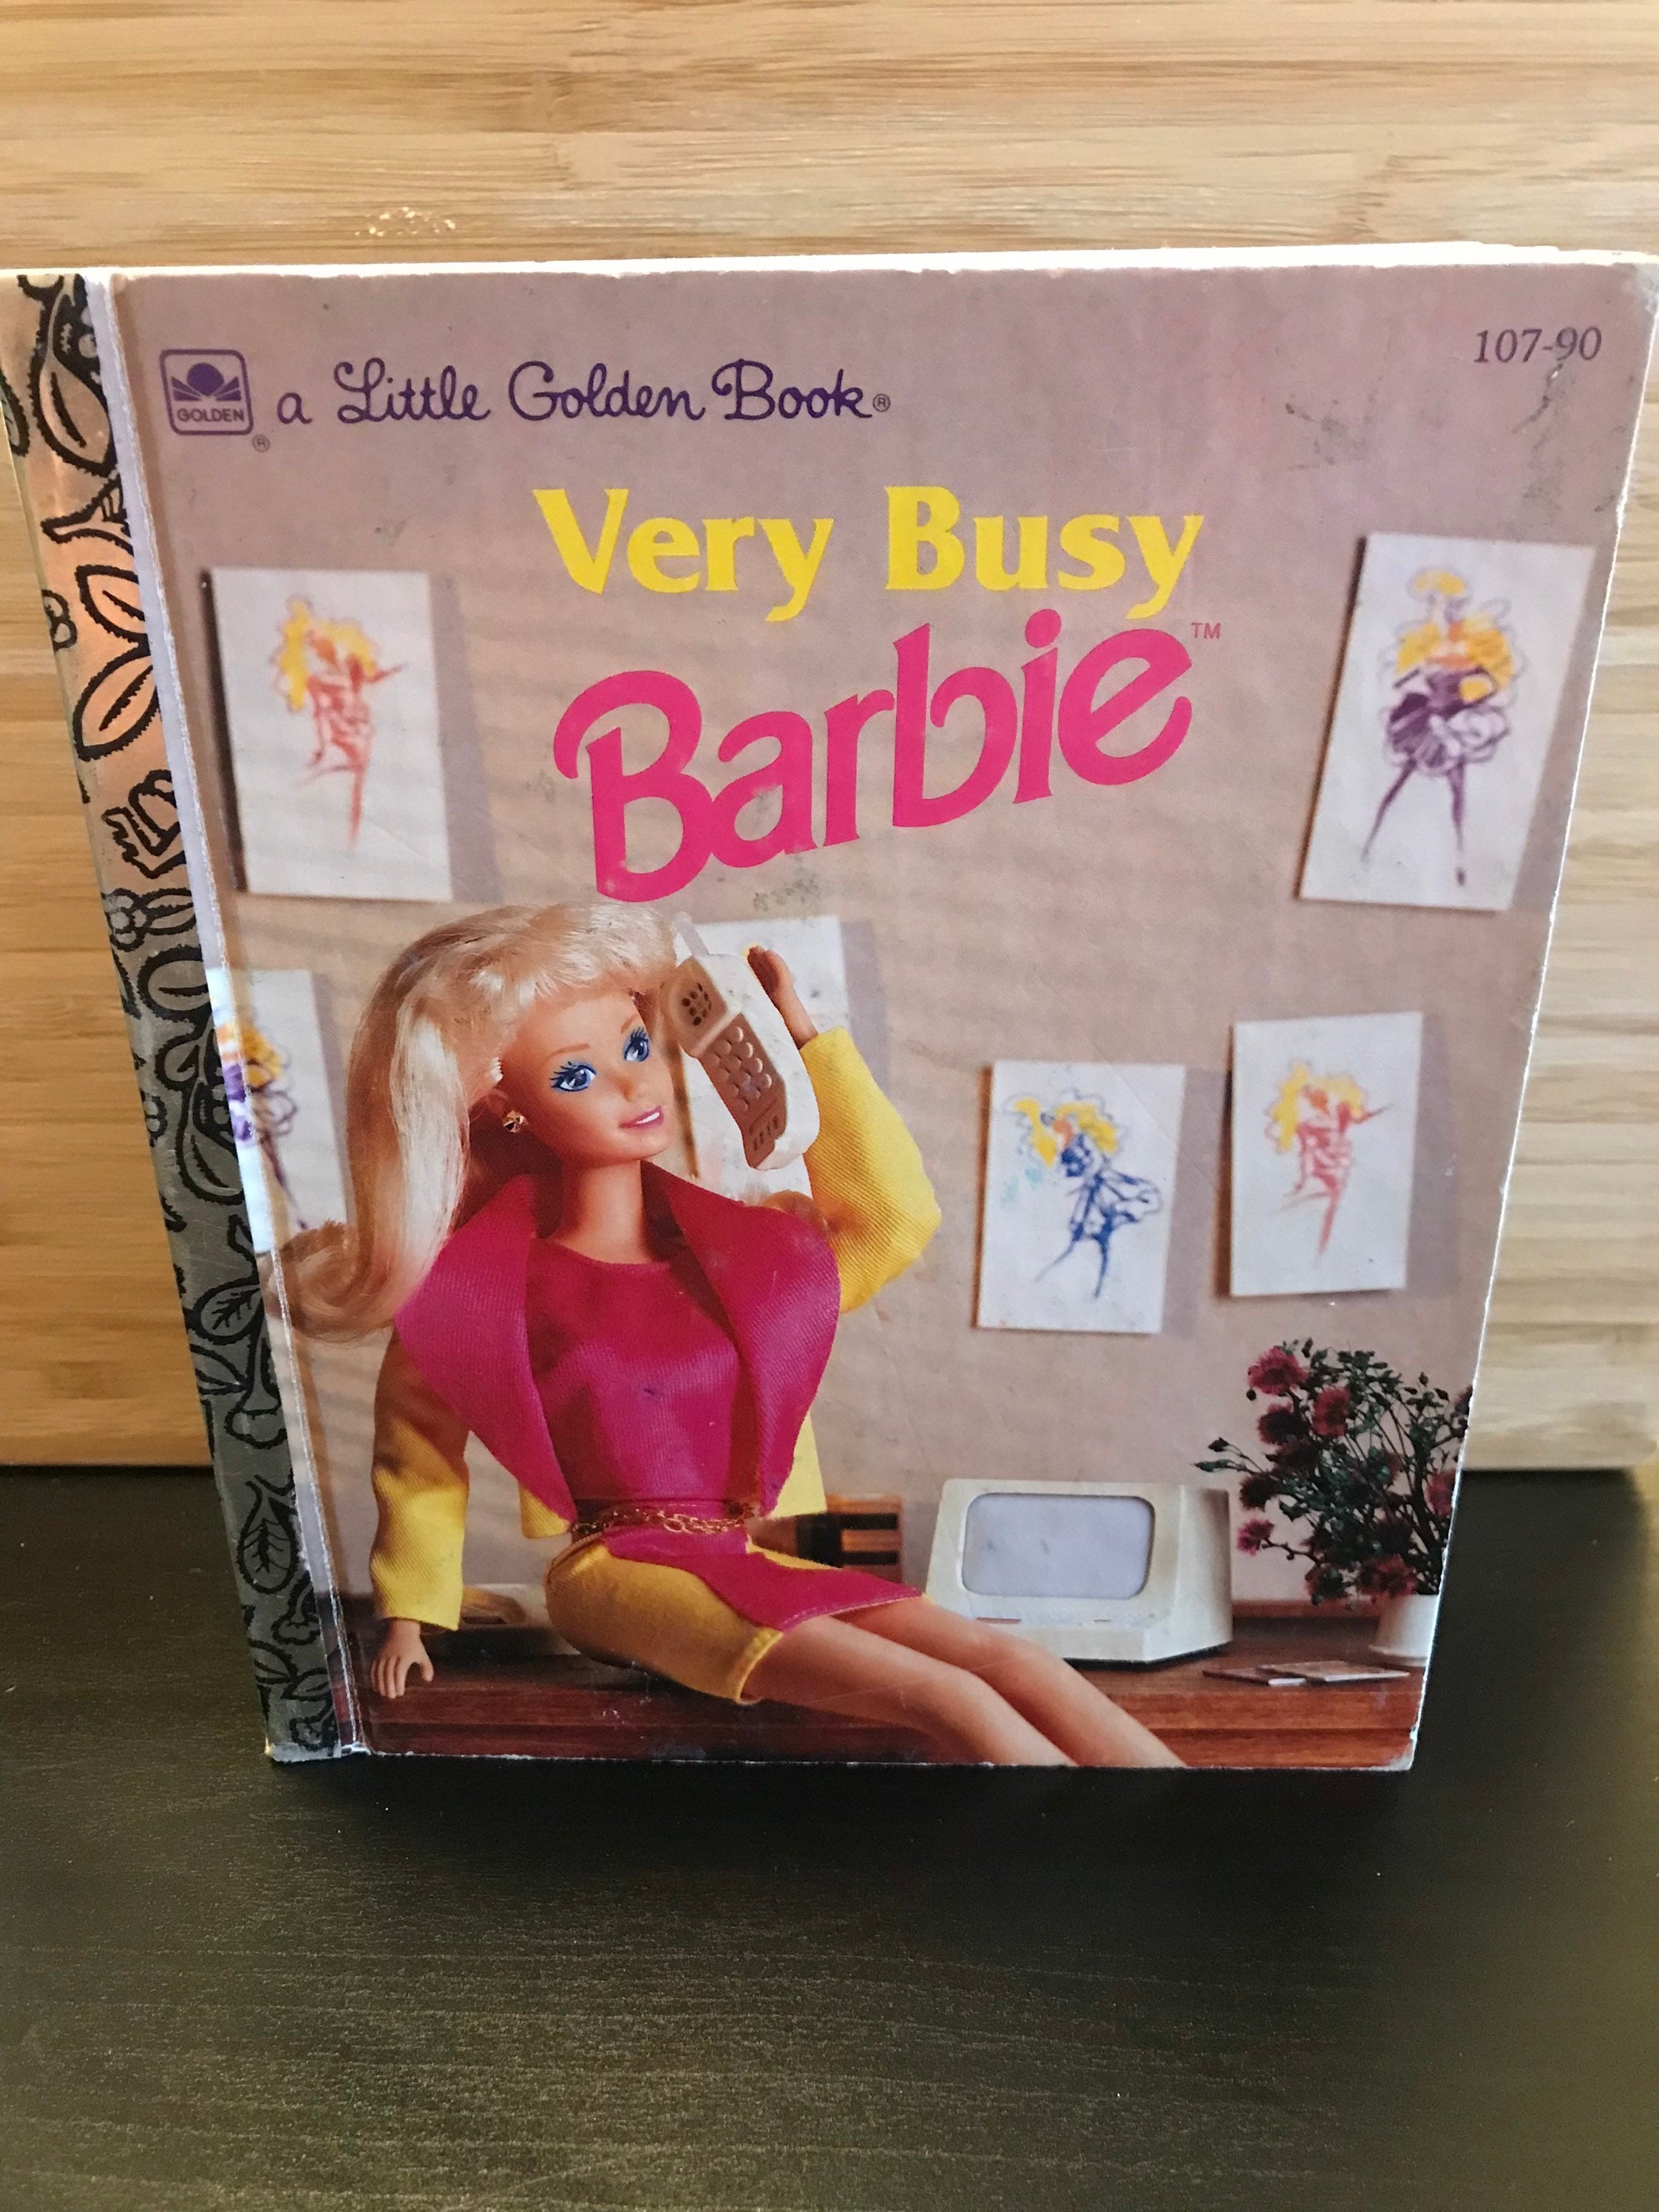 107-90
GOLDEN
®
a Little Golden Book®
Very Busy
Barbie™